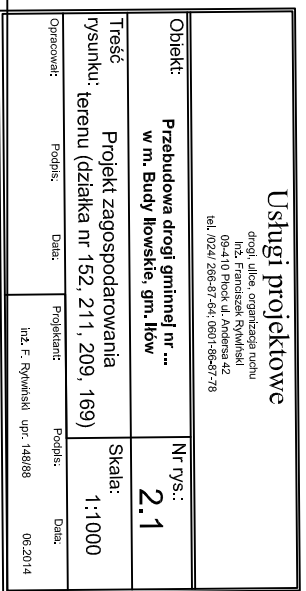 Usługi projektowe
drogi, ulice, organizacja ruchu
Inż. Franciszek Rytwiński
09-410 Płock ul. Andersa 42
tel. /024/ 266-87-64; 0601-86-87-78
Obiekt:
Przebudowa drogi gminnej nr ...
w m. Budy Iłowskie, gm. Iłów
Nr rys.:
2.1
Treść
rysunku:
Projekt zagospodarowania
terenu (działka nr 152, 211, 209, 169)
Skala:
1:1000
Opracował: Podpis: Data:
Projektant: Podpis: Data:
inż. F. Rytwiński upr. 148/88 06.2014